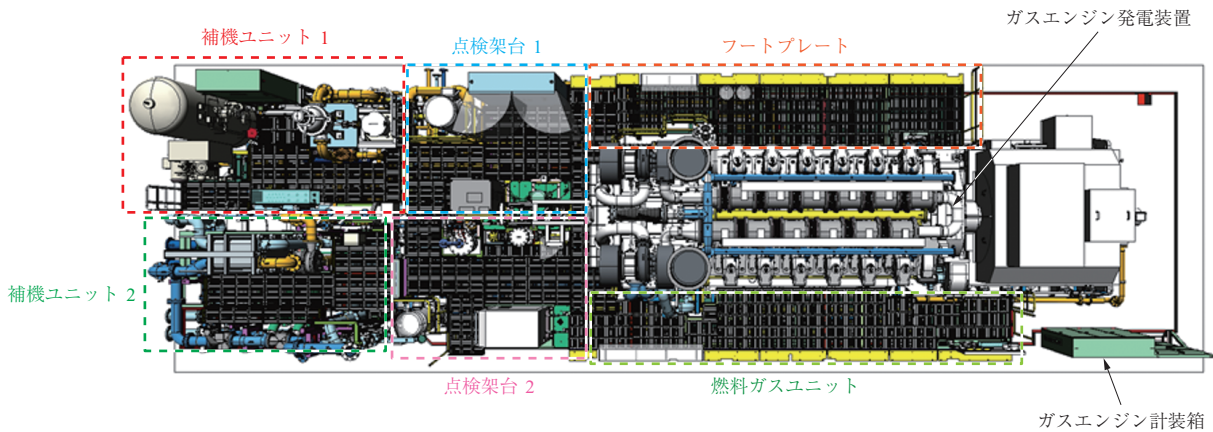 ガスエンジン発電装置
補機ユニット 1
点検架台 1
フートプレート
補機ユニット 2
点検架台 2
燃料ガスユニット
ガスエンジン計装箱